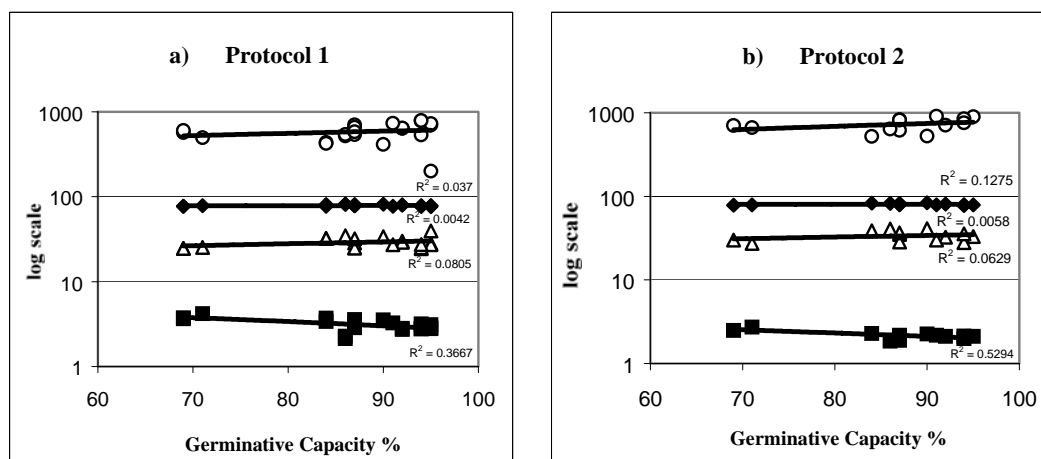 a) Protocol 1
1000
100
10
1
log scale
R² = 0.037
R² = 0.0042
R² = 0.0805
R² = 0.3667
60 70 80 90 100
Germinative Capacity %
b) Protocol 2
1000
100
10
1
log scale
R² = 0.1275
R² = 0.0058
R² = 0.0629
R² = 0.5294
60 70 80 90 100
Germinative Capacity %